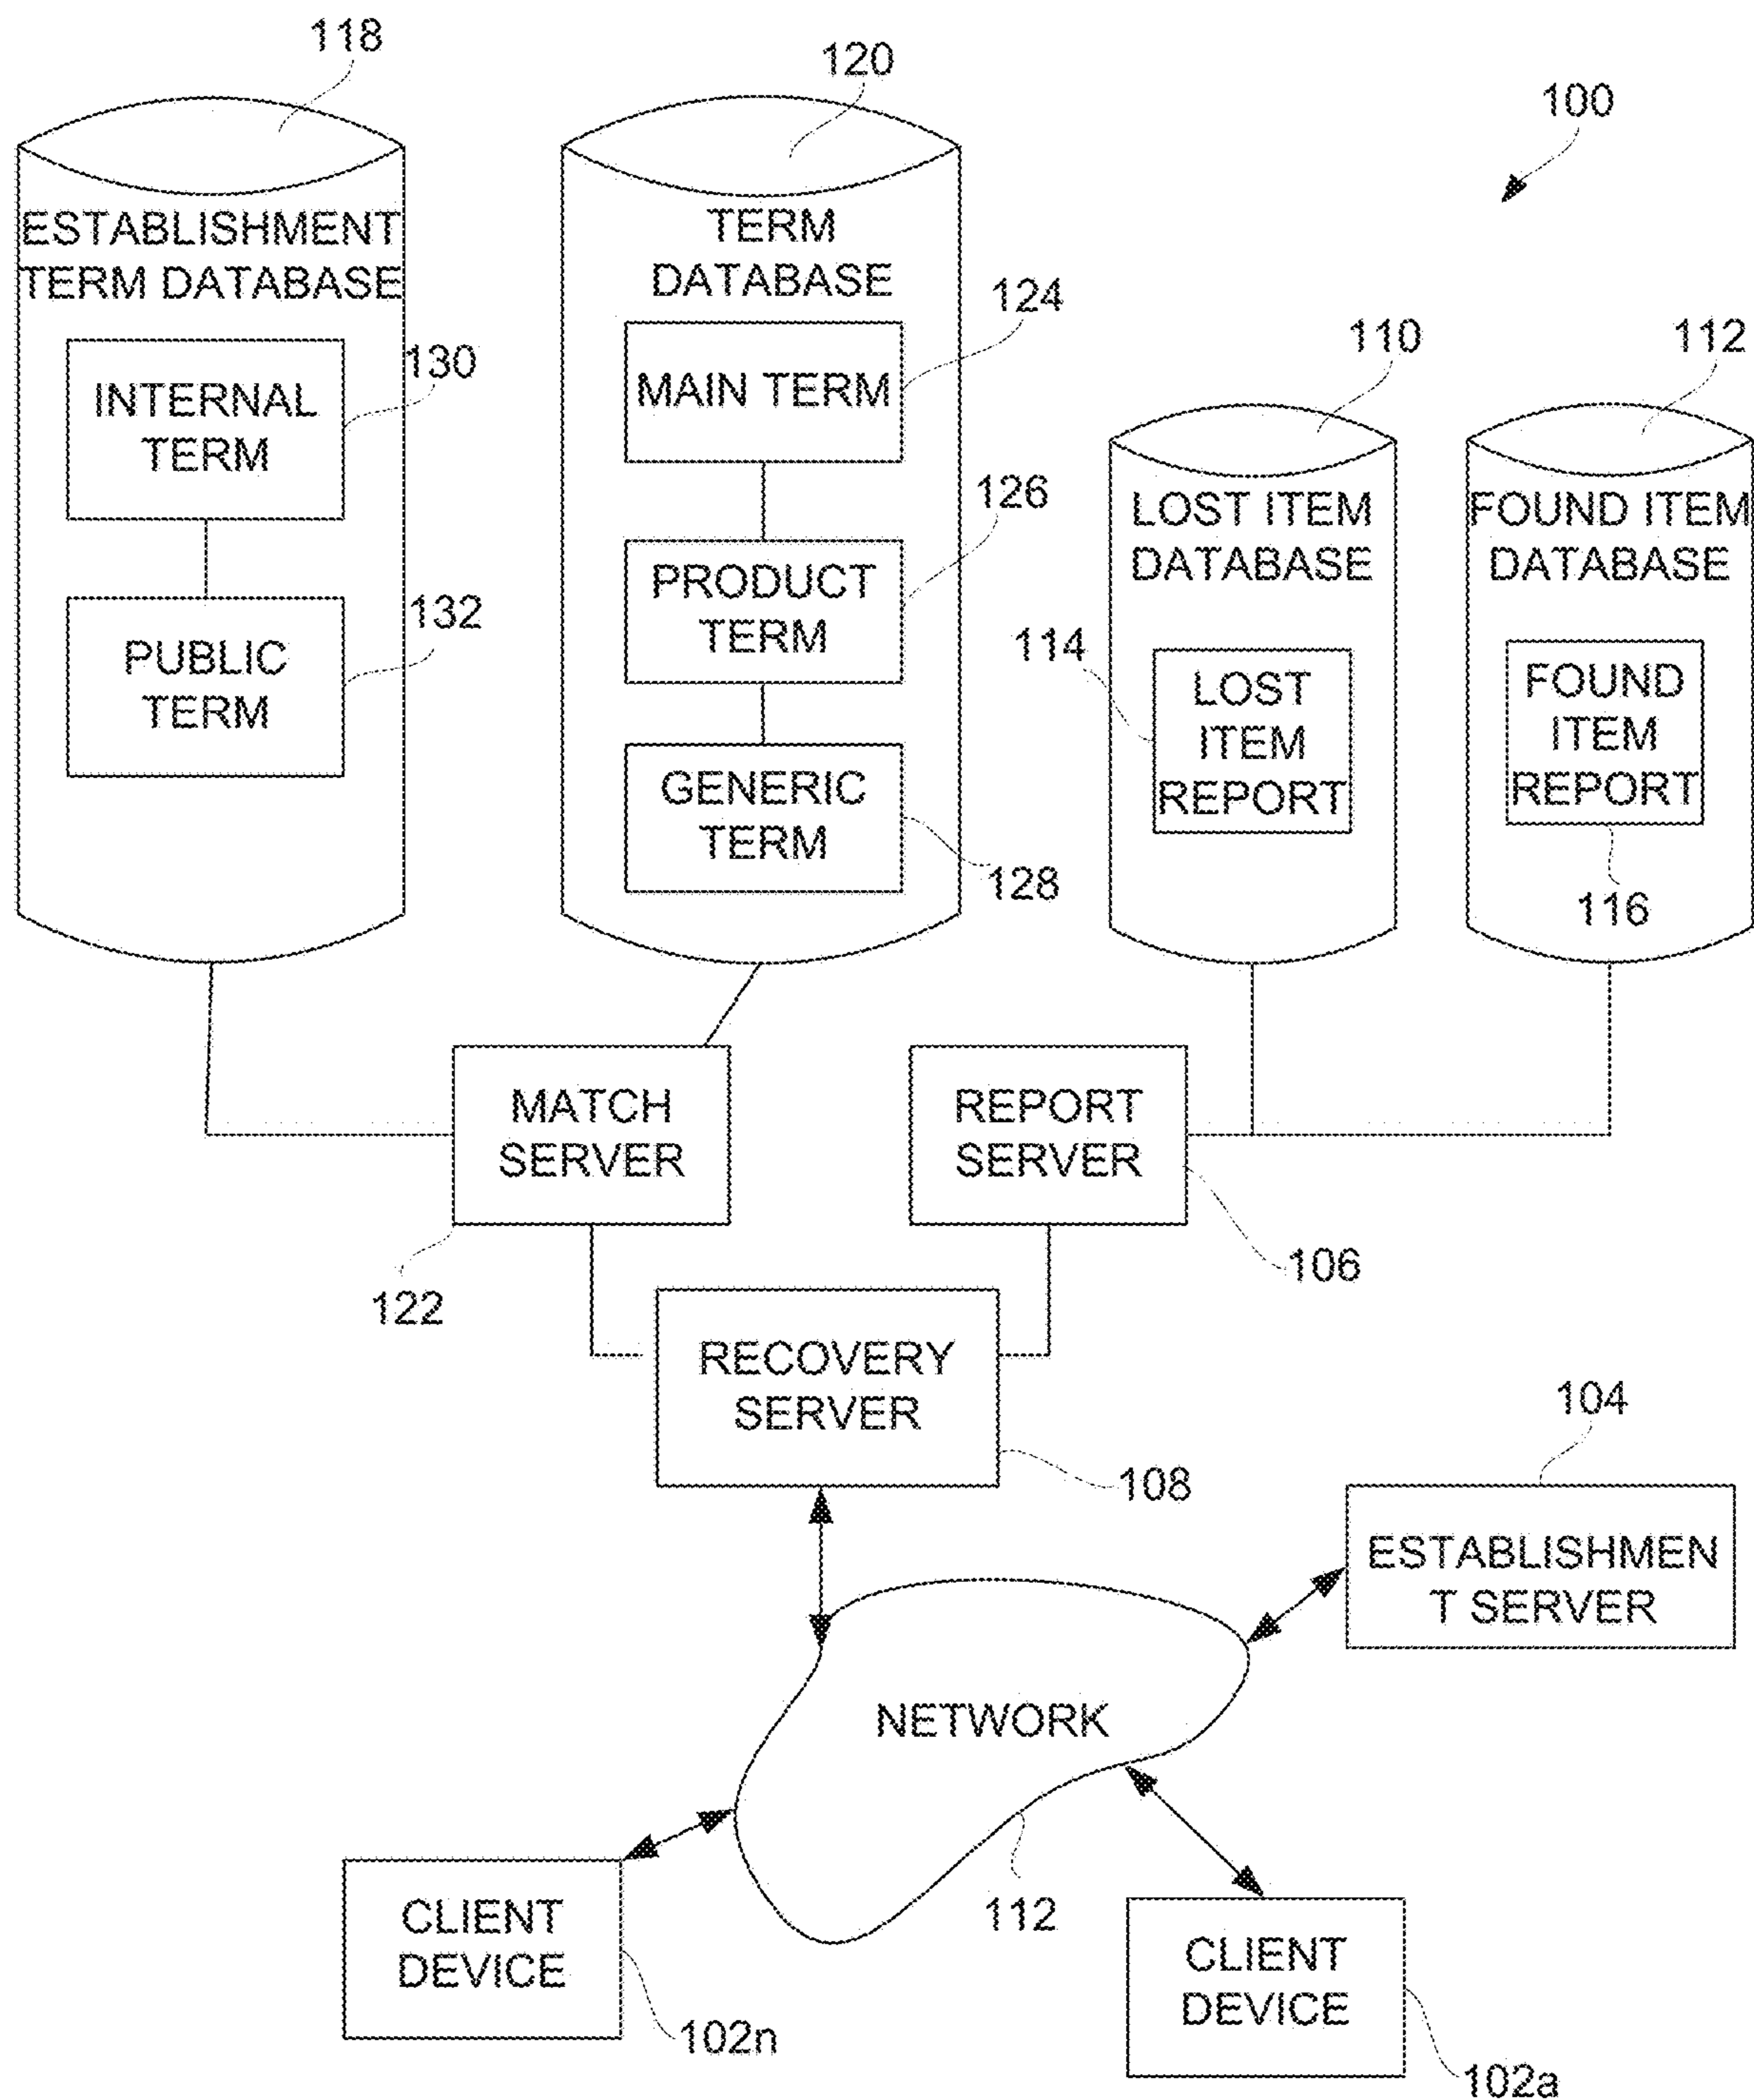 118
120
100
ESTABLISHMENT
TERM DATABASE
TERM
DATABASE
124
110
112
INTERNAL
TERM
130
MAIN TERM
126
LOST ITEM
DATABASE
FOUND ITEM
DATABASE
PUBLIC
TERM
132
PRODUCT
TERM
114
LOST
ITEM
REPORT
FOUND
ITEM
REPORT
GENERIC
TERM
128
116
MATCH
SERVER
REPORT
SERVER
122
106
RECOVERY
SERVER
108
104
ESTABLISHMEN
T SERVER
NETWORK
112
CLIENT
DEVICE
102n
CLIENT
DEVICE
102a